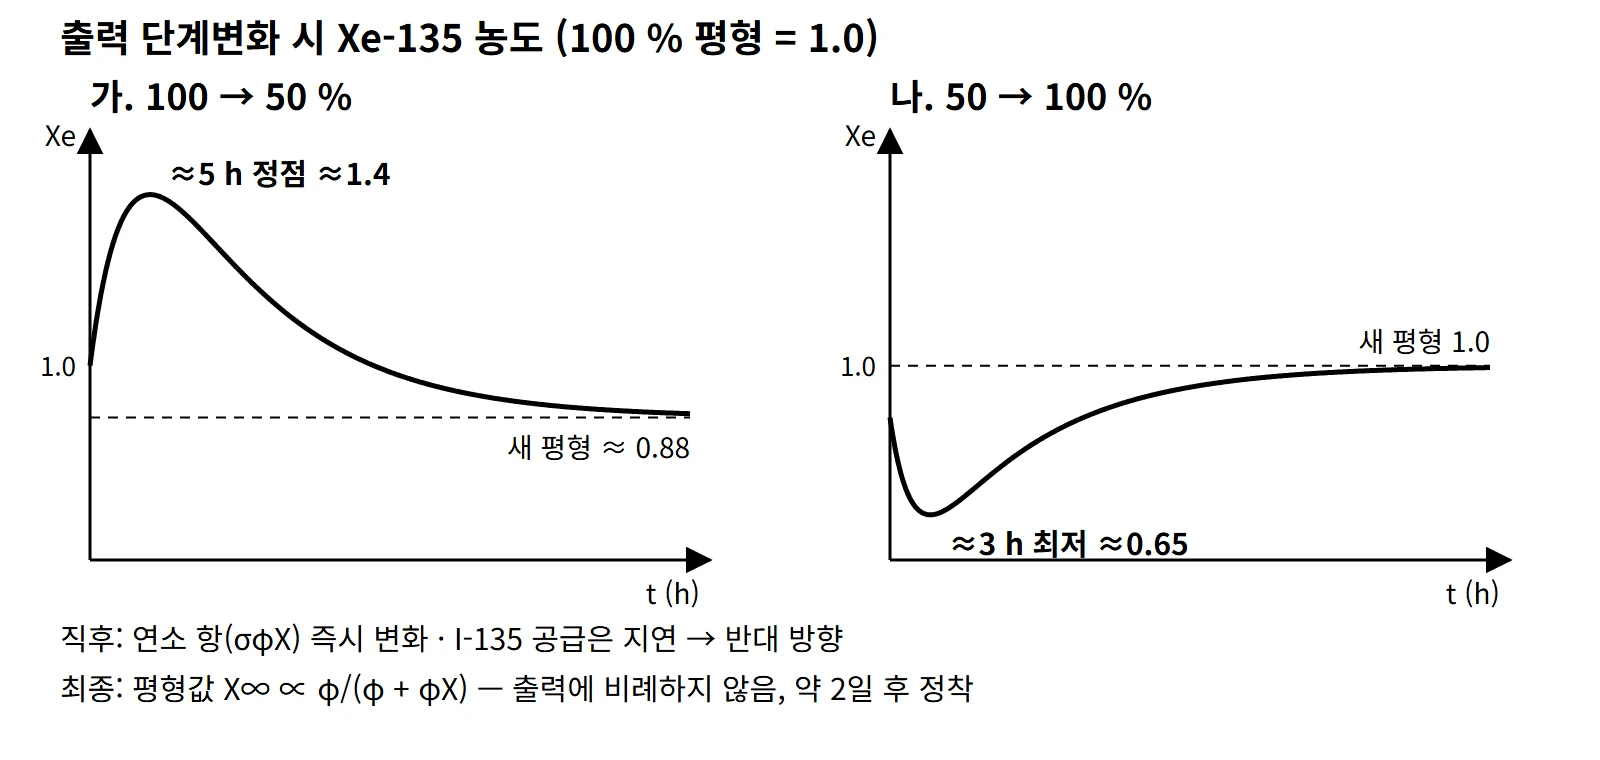 출력 단계변화 시 Xe-135 농도 (100 % 평형 = 1.0)
가. 100 → 50 %
Xe
≈5 h 정점 ≈1.4
1.0
새 평형 ≈ 0.88
t (h)
나. 50 → 100 %
Xe
새 평형 1.0
1.0
≈3 h 최저 ≈0.65
t (h)
직후: 연소 항(σϕX) 즉시 변화 · I-135 공급은 지연 → 반대 방향
최종: 평형값 X∞ ∝ ϕ/(ϕ + ϕX) — 출력에 비례하지 않음, 약 2일 후 정착